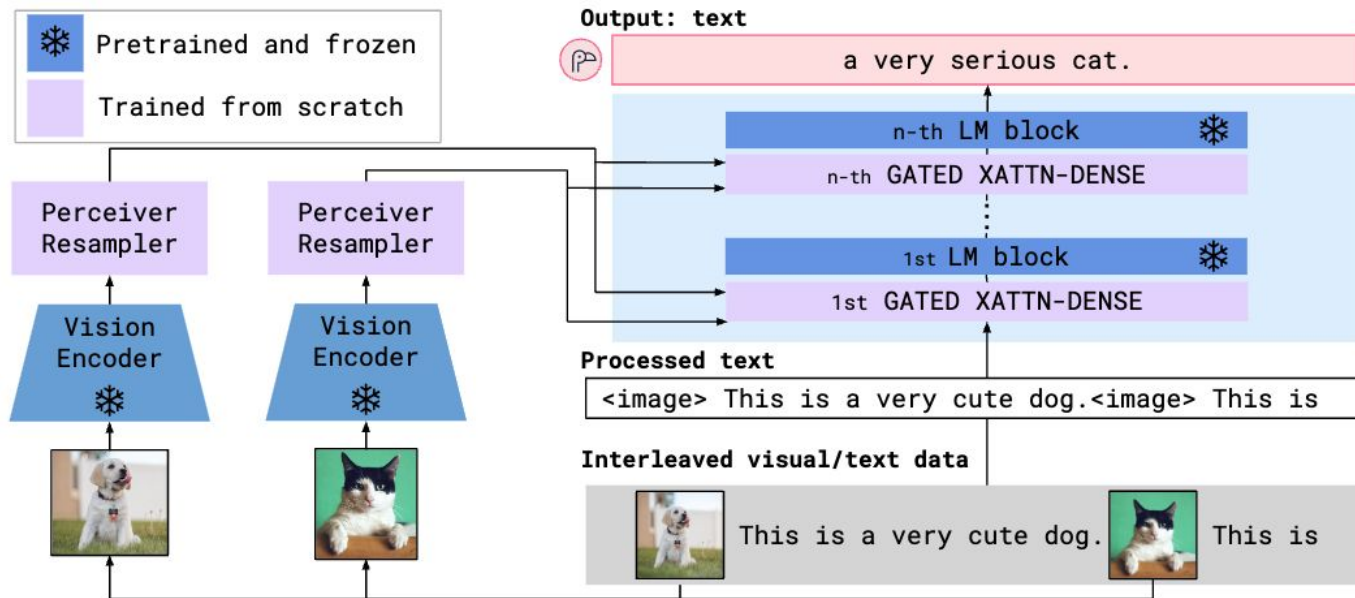 Pretrained and frozen
Trained from scratch
Output: text
a very serious cat.
n-th LM block
n-th GATED XATTN-DENSE
1st LM block
1st GATED XATTN-DENSE
Perceiver
Resampler
Perceiver
Resampler
Vision
Encoder
Vision
Encoder
Processed text
<image> This is a very cute dog.<image> This is
Interleaved visual/text data
This is a very cute dog.
This is